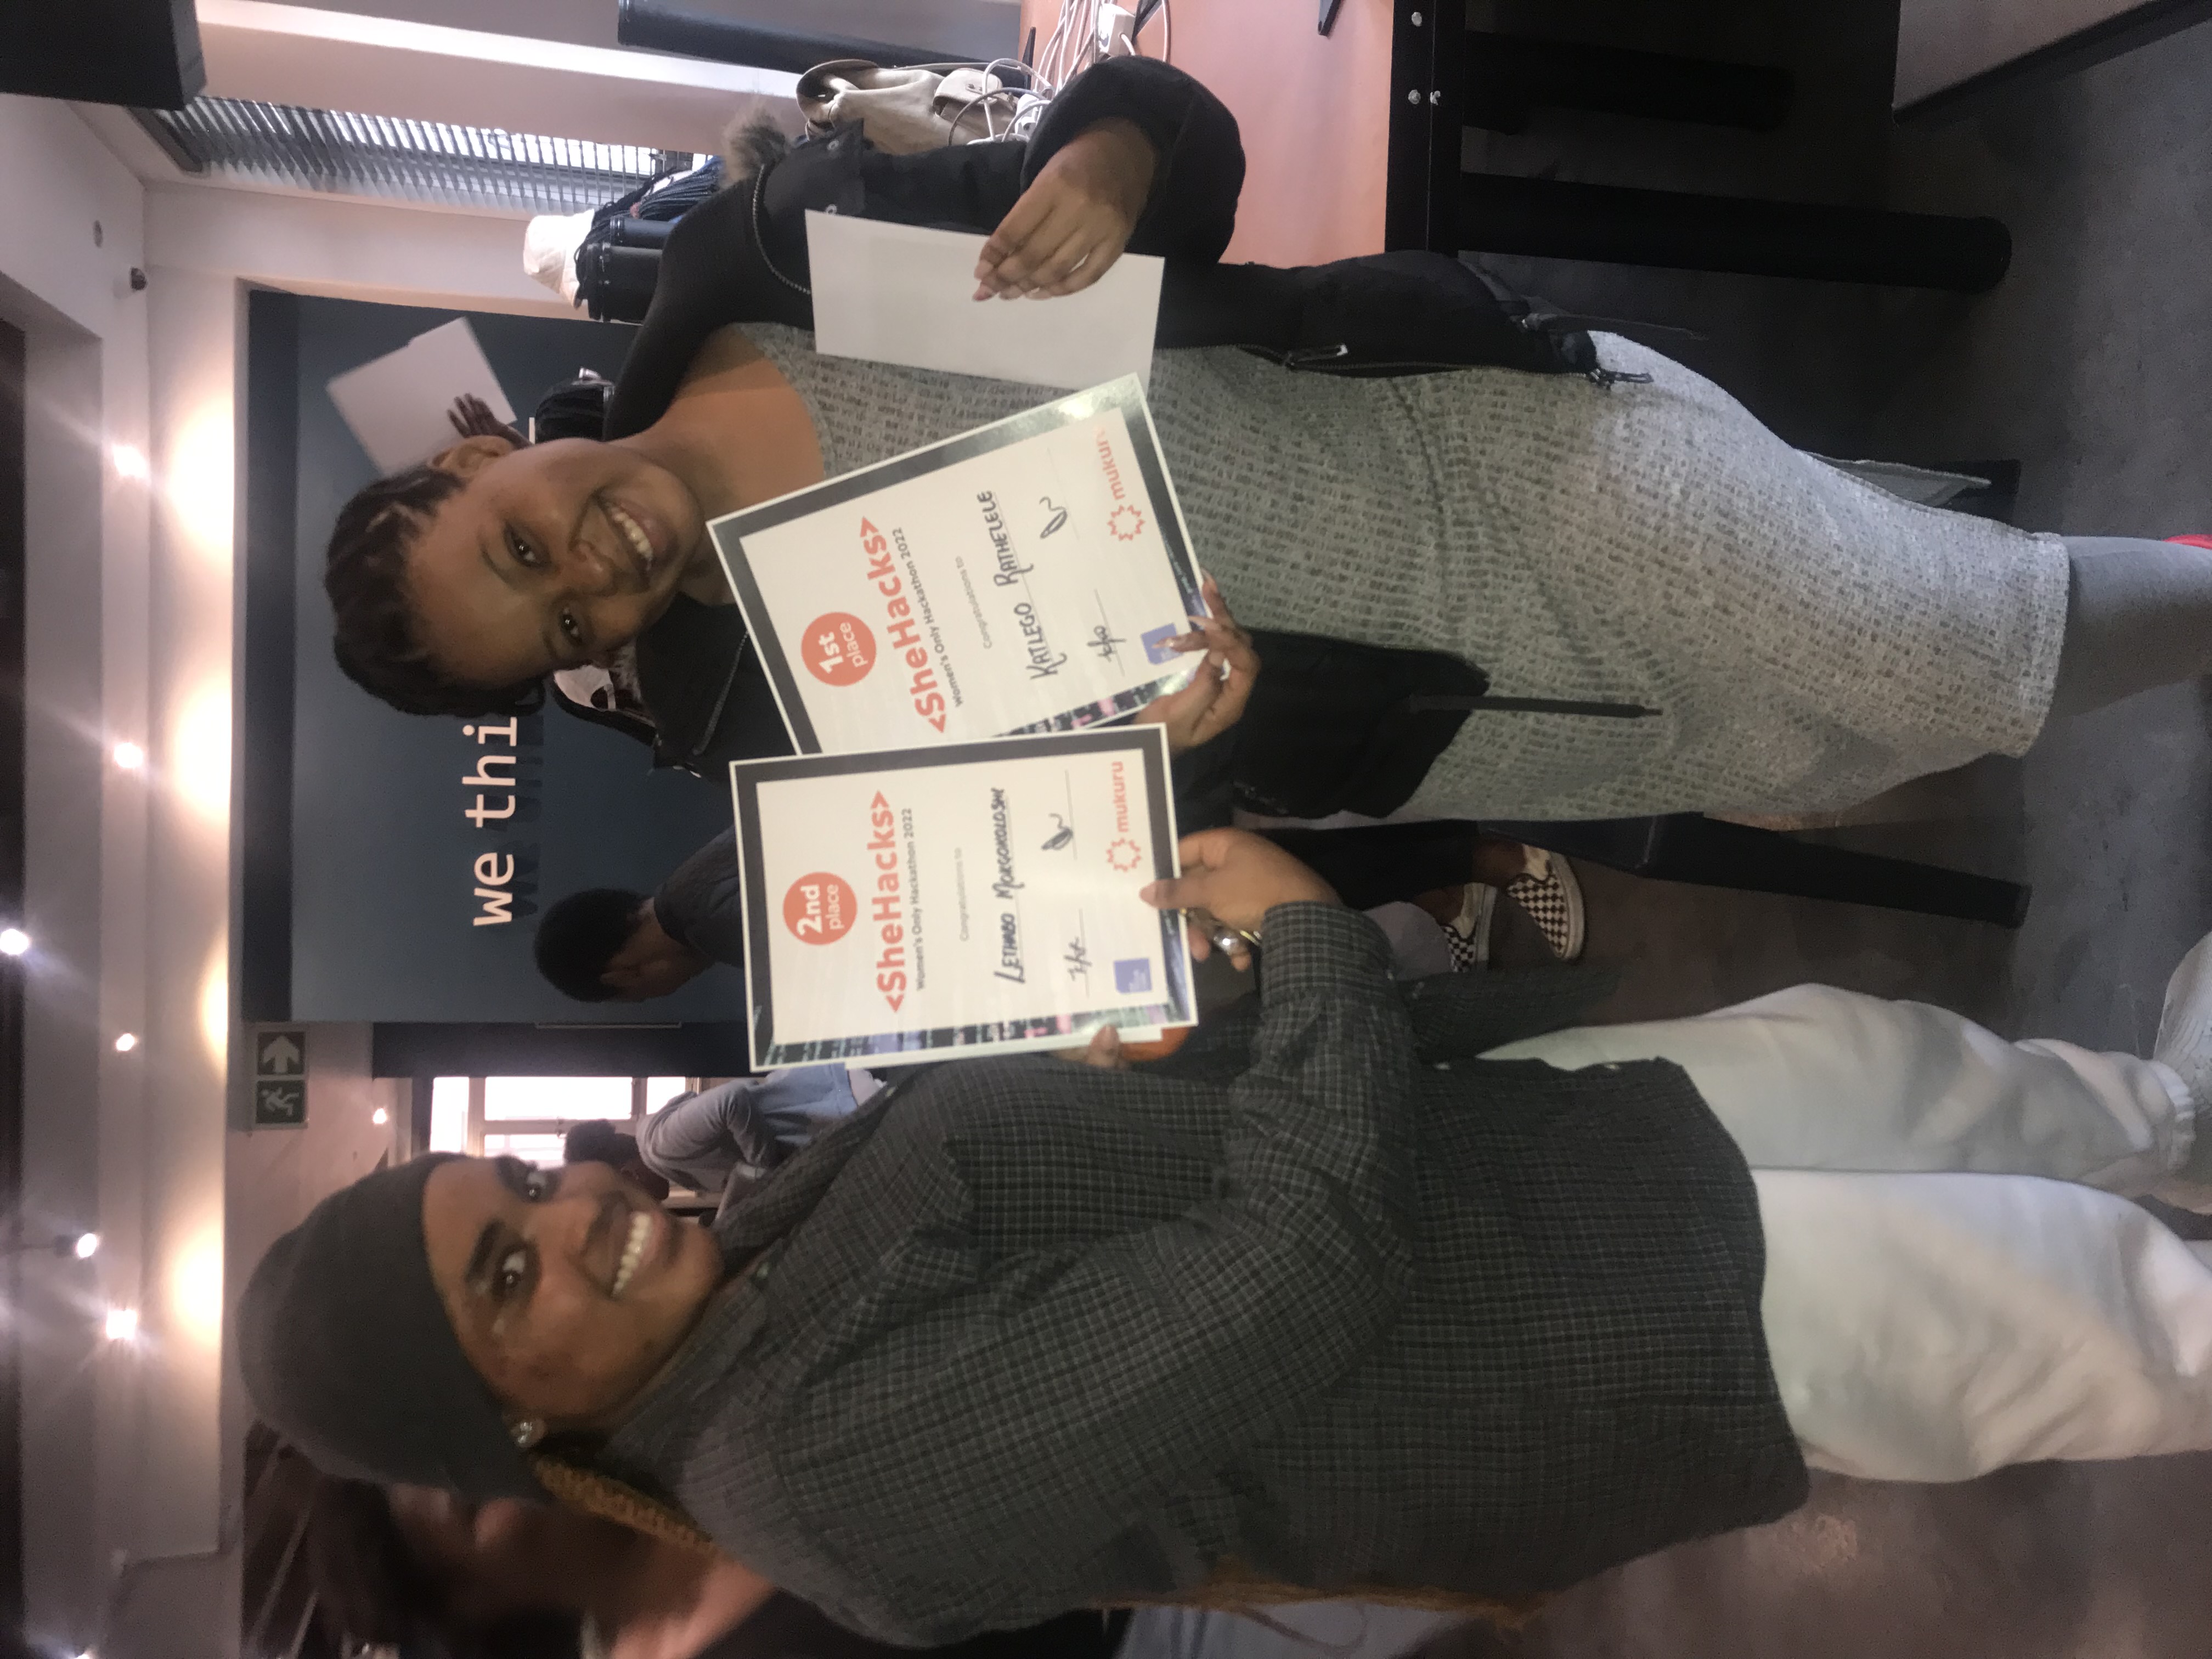 we thi
2nd
place
<SheHacks>
Women's Only Hackathon 2022
Congratulations to
LETHABO MOKGOKOLOSHI
mukuru
1st
place
<SheHacks>
Women's Only Hackathon 2022
Congratulations to
KATLEGO RATHELELE
mukuru